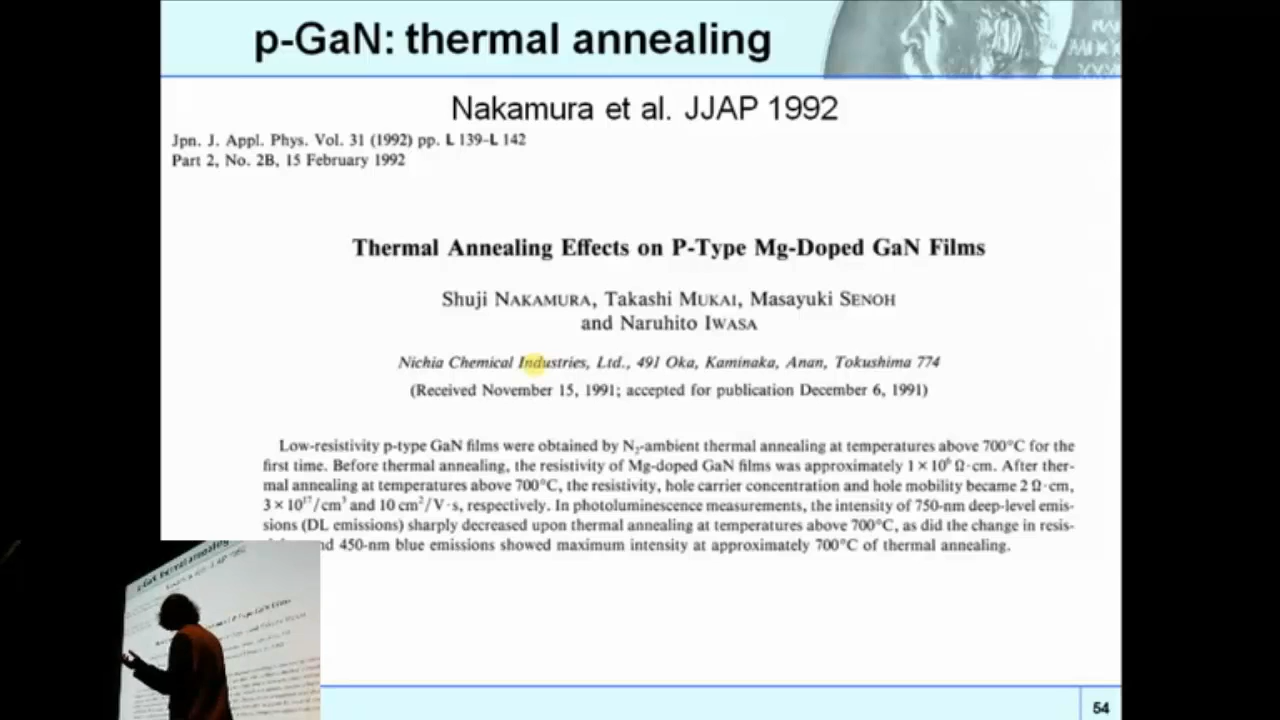 p-GaN: thermal annealing
Nakamura et al. JJAP 1992
Jpn. J. Appl. Phys. Vol. 31 (1992) pp. L 139–L 142
Part 2, No. 2B, 15 February 1992
Thermal Annealing Effects on P-Type Mg-Doped GaN Films
Shuji NAKAMURA, Takashi MUKAI, Masayuki SENOH
and Naruhito IWASA
Nichia Chemical Industries, Ltd., 491 Oka, Kaminaka, Anan, Tokushima 774
(Received November 15, 1991; accepted for publication December 6, 1991)
Low-resistivity p-type GaN films were obtained by N₂-ambient thermal annealing at temperatures above 700°C for the
first time. Before thermal annealing, the resistivity of Mg-doped GaN films was approximately 1 × 10⁶ Ω·cm. After ther-
mal annealing at temperatures above 700°C, the resistivity, hole carrier concentration and hole mobility became 2 Ω·cm,
3 × 10¹⁷/cm³ and 10 cm²/V·s, respectively. In photoluminescence measurements, the intensity of 750-nm deep-level emis-
sions (DL emissions) sharply decreased upon thermal annealing at temperatures above 700°C, as did the change in resis-
450-nm blue emissions showed maximum intensity at approximately 700°C of thermal annealing.
p-GaN: thermal annealing
54